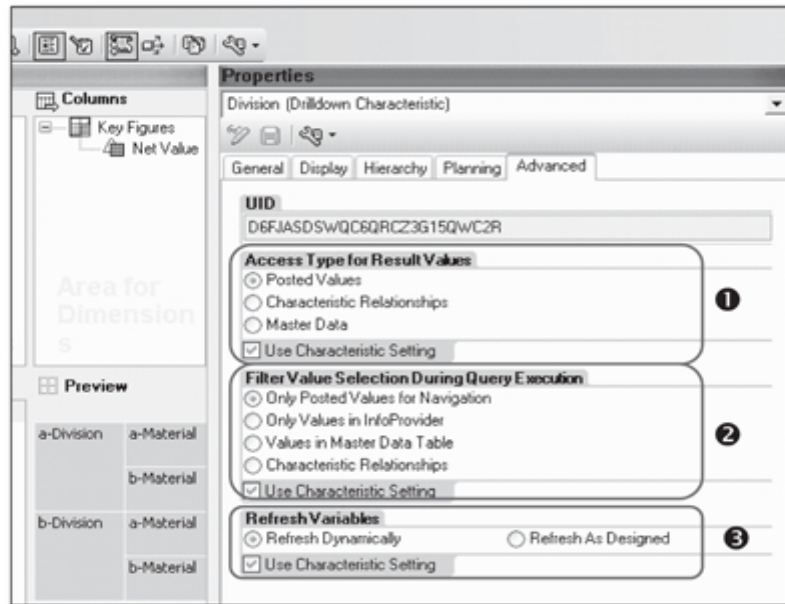 Properties
Columns
Key Figures
Net Value
Area for
Dimension
s
Preview
a-Division a-Material
b-Material
b-Division a-Material
b-Material
Division (Drilldown Characteristic)
General Display Hierarchy Planning Advanced
UID
D6FJASDSWQC6QRCZ3G15QWC2R
Access Type for Result Values
Posted Values
Characteristic Relationships
Master Data
Use Characteristic Setting
1
Filter Value Selection During Query Execution
Only Posted Values for Navigation
Only Values in InfoProvider
Values in Master Data Table
Characteristic Relationships
Use Characteristic Setting
2
Refresh Variables
Refresh Dynamically Refresh As Designed
Use Characteristic Setting
3